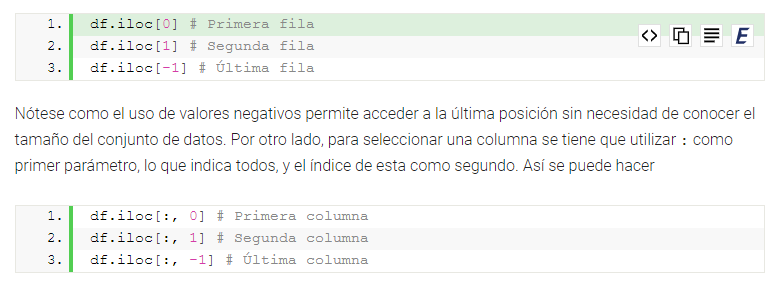 1. df.iloc[0] # Primera fila
2. df.iloc[1] # Segunda fila
3. df.iloc[-1] # Última fila
Nótese como el uso de valores negativos permite acceder a la última posición sin necesidad de conocer el
tamaño del conjunto de datos. Por otro lado, para seleccionar una columna se tiene que utilizar : como
primer parámetro, lo que indica todos, y el índice de esta como segundo. Así se puede hacer
1. df.iloc[:, 0] # Primera columna
2. df.iloc[:, 1] # Segunda columna
3. df.iloc[:, -1] # Última columna